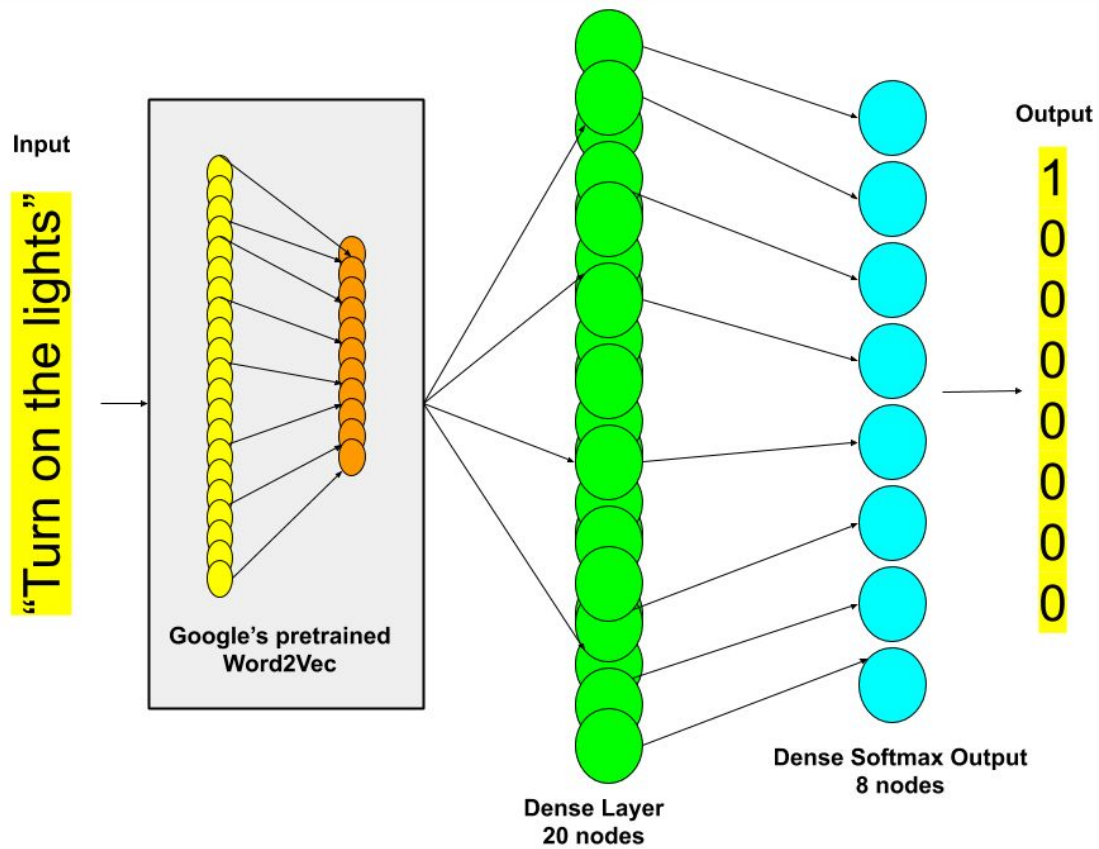 Input
“Turn on the lights”
Google’s pretrained
Word2Vec
Dense Layer
20 nodes
Dense Softmax Output
8 nodes
Output
1
0
0
0
0
0
0
0